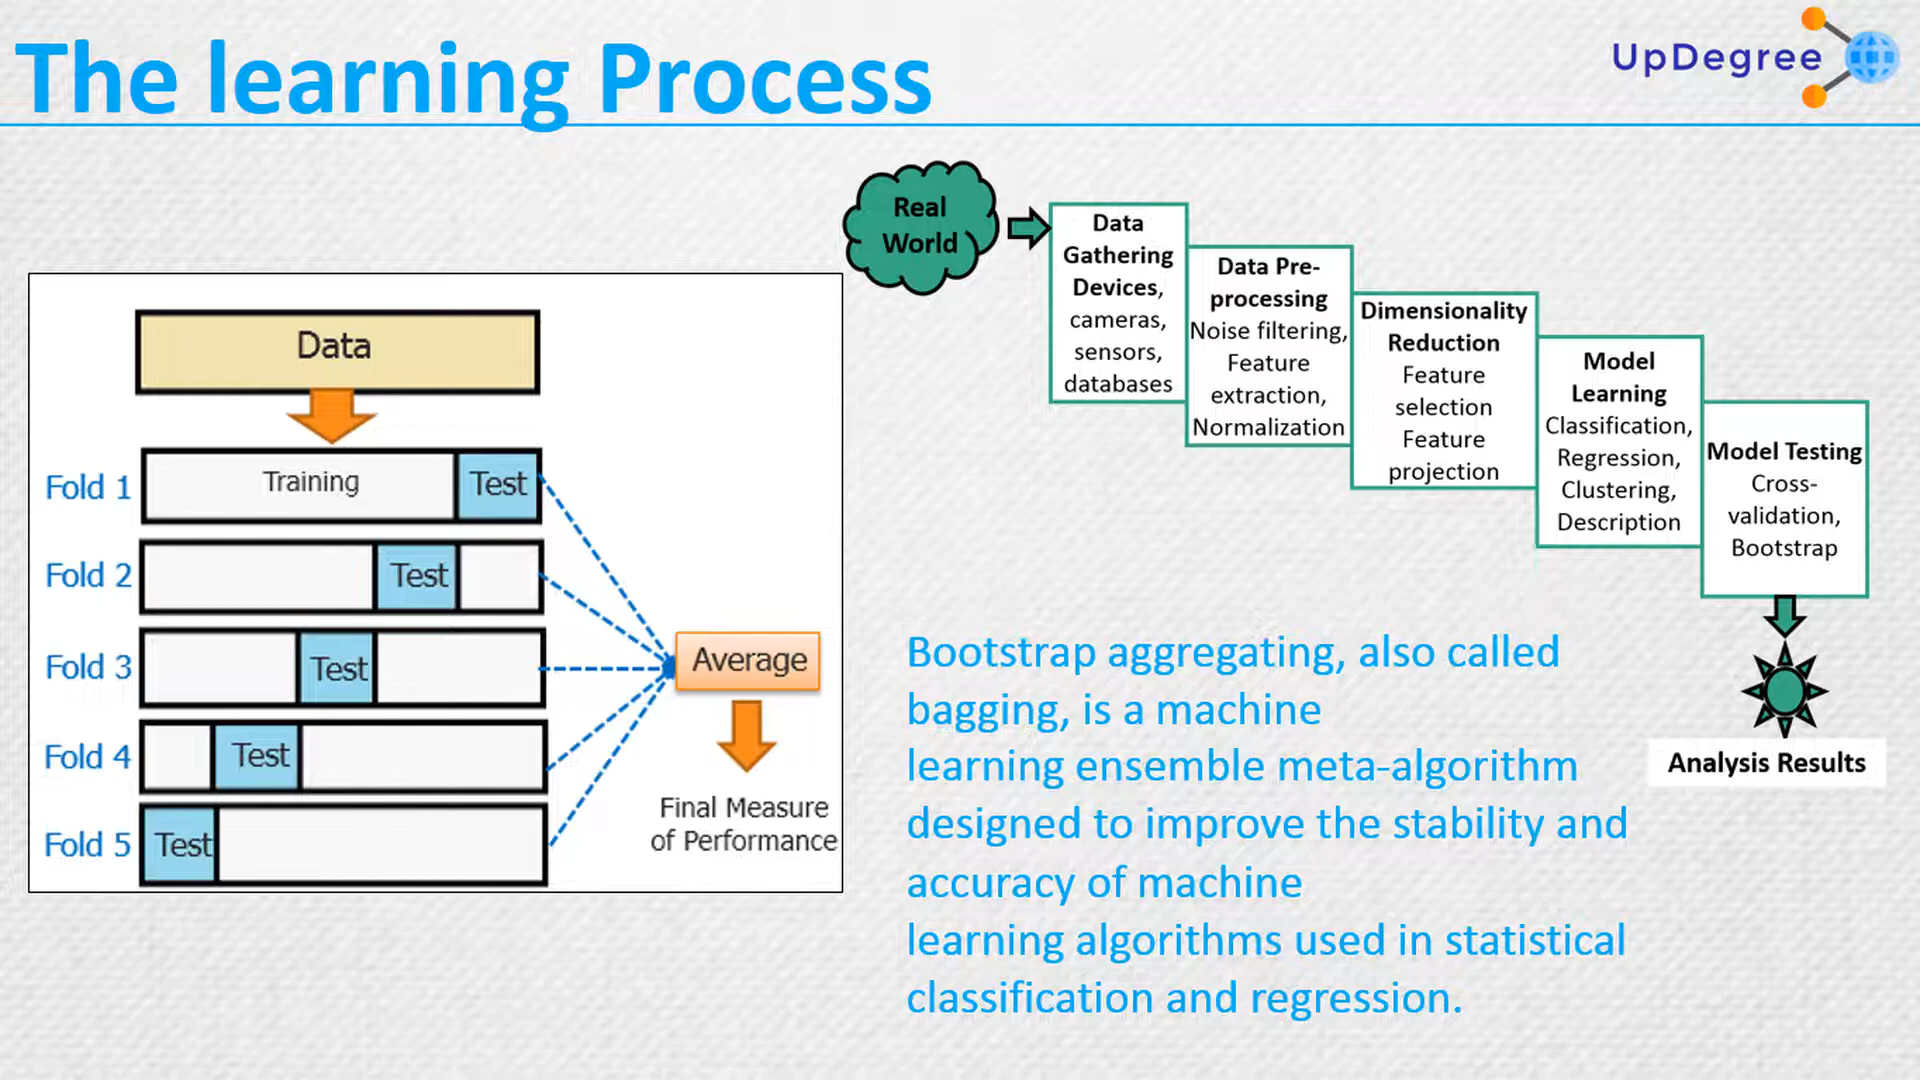 The learning Process
UpDegree
Real
World
Data
Gathering
Devices,
cameras,
sensors,
databases
Data Pre-
processing
Noise filtering,
Feature
extraction,
Normalization
Dimensionality
Reduction
Feature
selection
Feature
projection
Model
Learning
Classification,
Regression,
Clustering,
Description
Model Testing
Cross-
validation,
Bootstrap
Analysis Results
Data
Fold 1
Training
Test
Fold 2
Test
Fold 3
Test
Fold 4
Test
Fold 5
Test
Average
Final Measure
of Performance
Bootstrap aggregating, also called
bagging, is a machine
learning ensemble meta-algorithm
designed to improve the stability and
accuracy of machine
learning algorithms used in statistical
classification and regression.